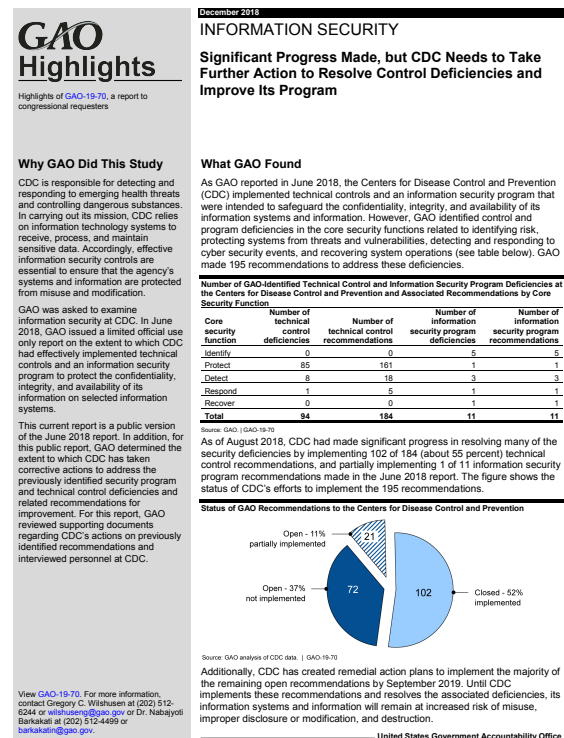 GAO
Highlights
Highlights of GAO-19-70, a report to
congressional requesters
Why GAO Did This Study
CDC is responsible for detecting and
responding to emerging health threats
and controlling dangerous substances.
In carrying out its mission, CDC relies
on information technology systems to
receive, process, and maintain
sensitive data. Accordingly, effective
information security controls are
essential to ensure that the agency's
systems and information are protected
from misuse and modification.
GAO was asked to examine
information security at CDC. In June
2018, GAO issued a limited official use
only report on the extent to which CDC
had effectively implemented technical
controls and an information security
program to protect the confidentiality,
integrity, and availability of its
information on selected information
systems.
This current report is a public version
of the June 2018 report. In addition, for
this public report, GAO determined the
extent to which CDC has taken
corrective actions to address the
previously identified security program
and technical control deficiencies and
related recommendations for
improvement. For this report, GAO
reviewed supporting documents
regarding CDC's actions on previously
identified recommendations and
interviewed personnel at CDC.
View GAO-19-70. For more information,
contact Gregory C. Wilshusen at (202) 512-
6244 or wilshuseng@gao.gov or Dr. Nabajyoti
Barkakati at (202) 512-4499 or
barkakatin@gao.gov.
December 2018
INFORMATION SECURITY
Significant Progress Made, but CDC Needs to Take
Further Action to Resolve Control Deficiencies and
Improve Its Program
What GAO Found
As GAO reported in June 2018, the Centers for Disease Control and Prevention
(CDC) implemented technical controls and an information security program that
were intended to safeguard the confidentiality, integrity, and availability of its
information systems and information. However, GAO identified control and
program deficiencies in the core security functions related to identifying risk,
protecting systems from threats and vulnerabilities, detecting and responding to
cyber security events, and recovering system operations (see table below). GAO
made 195 recommendations to address these deficiencies.
Number of GAO-Identified Technical Control and Information Security Program Deficiencies at
the Centers for Disease Control and Prevention and Associated Recommendations by Core
Security Function
Core security function Number of technical control deficiencies Number of technical control recommendations Number of information security program deficiencies Number of information security program recommendations
Identify 0 0 5 5
Protect 85 161 1 1
Detect 8 18 3 3
Respond 1 5 1 1
Recover 0 0 1 1
Total 94 184 11 11
Source: GAO. | GAO-19-70
As of August 2018, CDC had made significant progress in resolving many of the
security deficiencies by implementing 102 of 184 (about 55 percent) technical
control recommendations, and partially implementing 1 of 11 information security
program recommendations made in the June 2018 report. The figure shows the
status of CDC's efforts to implement the 195 recommendations.
Status of GAO Recommendations to the Centers for Disease Control and Prevention
Open - 11%
partially implemented
21
Open - 37%
not implemented
72
102
Closed - 52%
implemented
Source: GAO analysis of CDC data. | GAO-19-70
Additionally, CDC has created remedial action plans to implement the majority of
the remaining open recommendations by September 2019. Until CDC
implements these recommendations and resolves the associated deficiencies, its
information systems and information will remain at increased risk of misuse,
improper disclosure or modification, and destruction.
United States Government Accountability Office